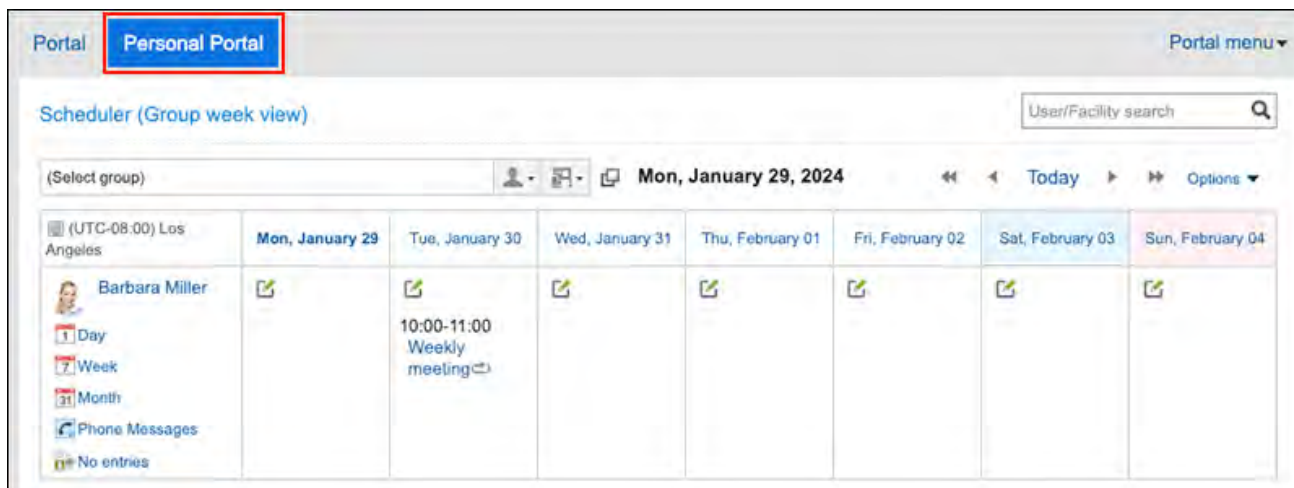 Portal Personal Portal Portal menu
Scheduler (Group week view) User/Facility search
(Select group) Mon, January 29, 2024 Today Options
(UTC-08:00) Los Angeles
Mon, January 29 Tue, January 30 Wed, January 31 Thu, February 01 Fri, February 02 Sat, February 03 Sun, February 04
Barbara Miller
1 Day
7 Week
31 Month
Phone Messages
No entries
10:00-11:00
Weekly
meeting